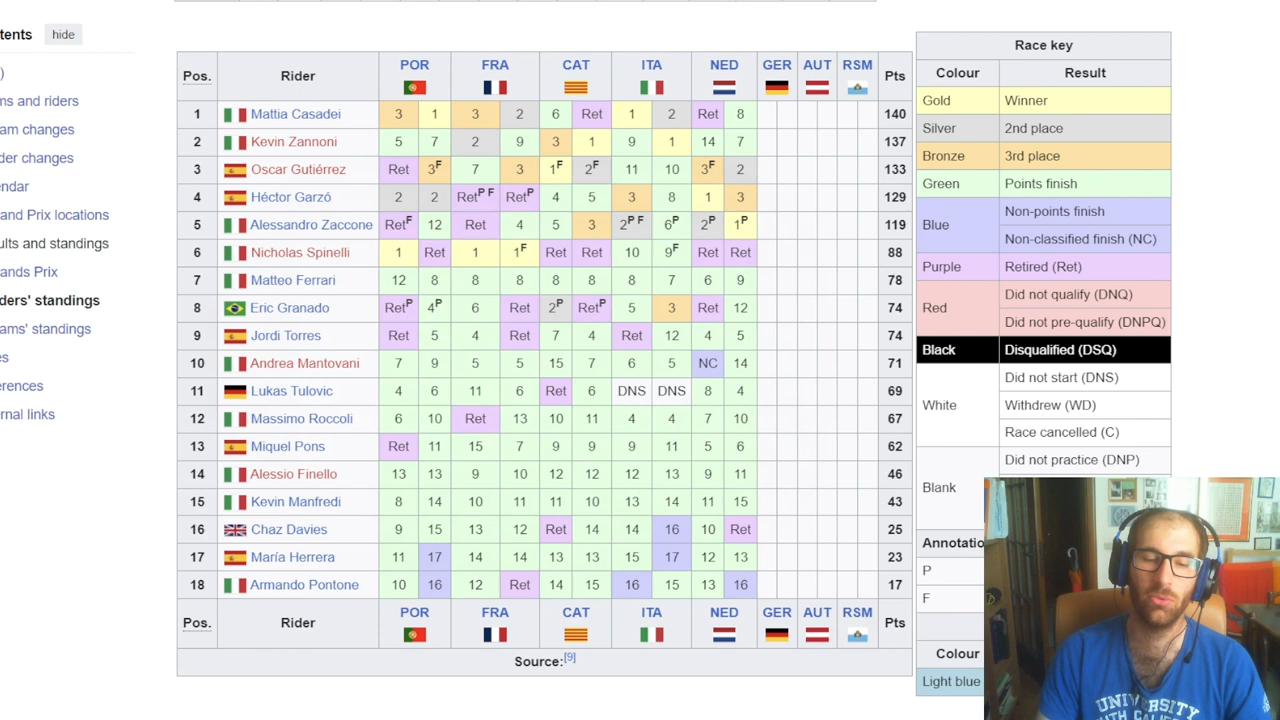 tents hide
)
ms and riders
am changes
der changes
endar
and Prix locations
ults and standings
rands Prix
ders' standings
ams' standings
es
erences
ernal links
Pos. Rider POR FRA CAT ITA NED GER AUT RSM Pts
1 Mattia Casadei 3 1 3 2 6 Ret 1 2 Ret 8 140
2 Kevin Zannoni 5 7 2 9 3 1 9 1 14 7 137
3 Oscar Gutiérrez Ret 3F 7 3 1F 2F 11 10 3F 2 133
4 Héctor Garzó 2 2 RetP F RetP 4 5 3 8 1 3 129
5 Alessandro Zaccone RetF 12 Ret 4 5 3 2P F 6P 2P 1P 119
6 Nicholas Spinelli 1 Ret 1 1F Ret Ret 10 9F Ret Ret 88
7 Matteo Ferrari 12 8 8 8 8 8 8 7 6 9 78
8 Eric Granado RetP 4P 6 Ret 2P RetP 5 3 Ret 12 74
9 Jordi Torres Ret 5 4 Ret 7 4 Ret 12 4 5 74
10 Andrea Mantovani 7 9 5 5 15 7 6 5 NC 14 71
11 Lukas Tulovic 4 6 11 6 Ret 6 DNS DNS 8 4 69
12 Massimo Roccoli 6 10 Ret 13 10 11 4 4 7 10 67
13 Miquel Pons Ret 11 15 7 9 9 9 11 5 6 62
14 Alessio Finello 13 13 9 10 12 12 12 13 9 11 46
15 Kevin Manfredi 8 14 10 11 11 10 13 14 11 15 43
16 Chaz Davies 9 15 13 12 Ret 14 14 16 10 Ret 25
17 María Herrera 11 17 14 14 13 13 15 17 12 13 23
18 Armando Pontone 10 16 12 Ret 14 15 16 15 13 16 17
Pos. Rider POR FRA CAT ITA NED GER AUT RSM Pts
Source:[9]
Race key
Colour Result
Gold Winner
Silver 2nd place
Bronze 3rd place
Green Points finish
Blue Non-points finish
Non-classified finish (NC)
Purple Retired (Ret)
Red Did not qualify (DNQ)
Did not pre-qualify (DNPQ)
Black Disqualified (DSQ)
White Did not start (DNS)
Withdrew (WD)
Race cancelled (C)
Blank Did not practice (DNP)
Annotatio
P
F
Colour
Light blue
UNIVERSITY